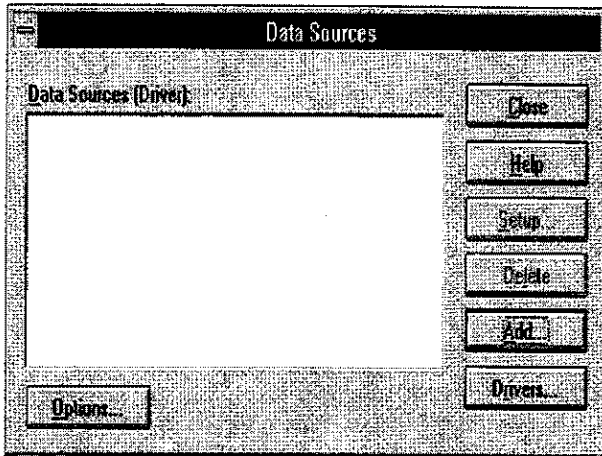 Data Sources
Data Sources (Driver):
Close
Help
Setup...
Delete
Add...
Drivers...
Options...